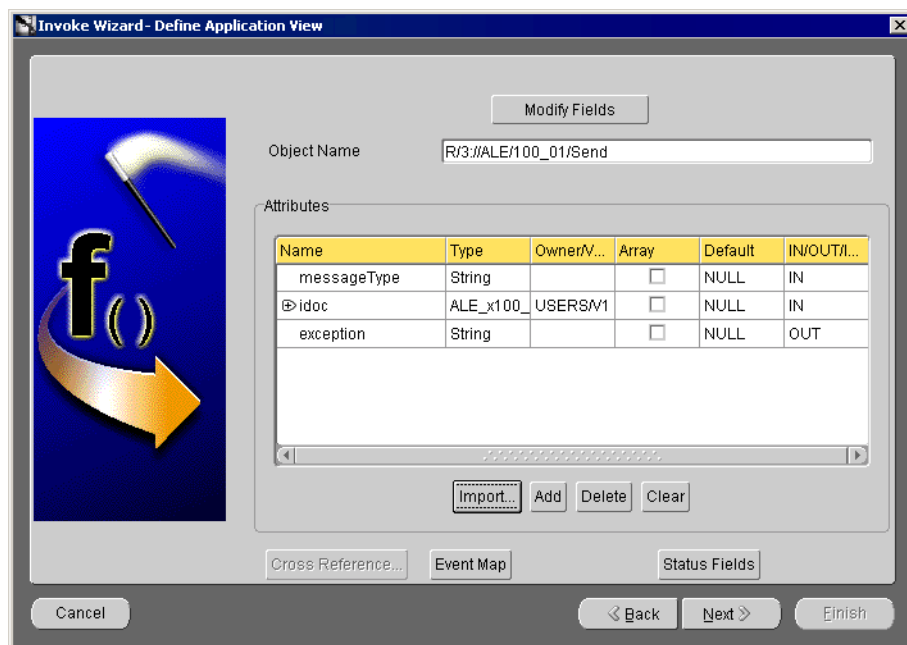 Invoke Wizard - Define Application View
Modify Fields
Object Name R/3://ALE/100_01/Send
Attributes
Name Type Owner/V... Array Default IN/OUT/I...
messageType String NULL IN
idoc ALE_x100_ USERS/V1 NULL IN
exception String NULL OUT
Import... Add Delete Clear
Cross Reference... Event Map Status Fields
Cancel Back Next Finish
f()